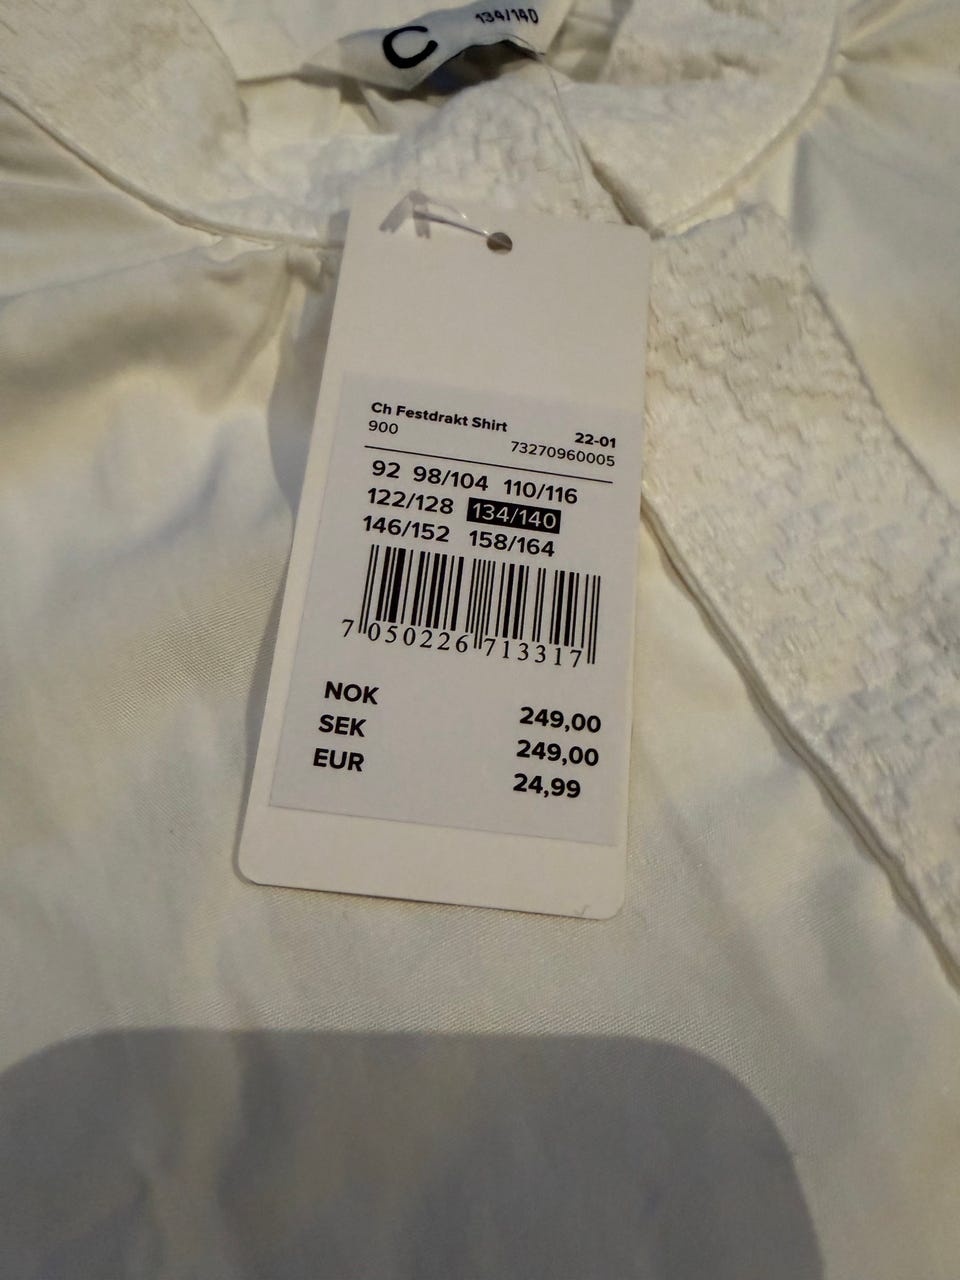 C 134/140
Ch Festdrakt Shirt 22-01
900 73270960005
92 98/104 110/116
122/128 134/140
146/152 158/164
7 050226 713317
NOK 249,00
SEK 249,00
EUR 24,99